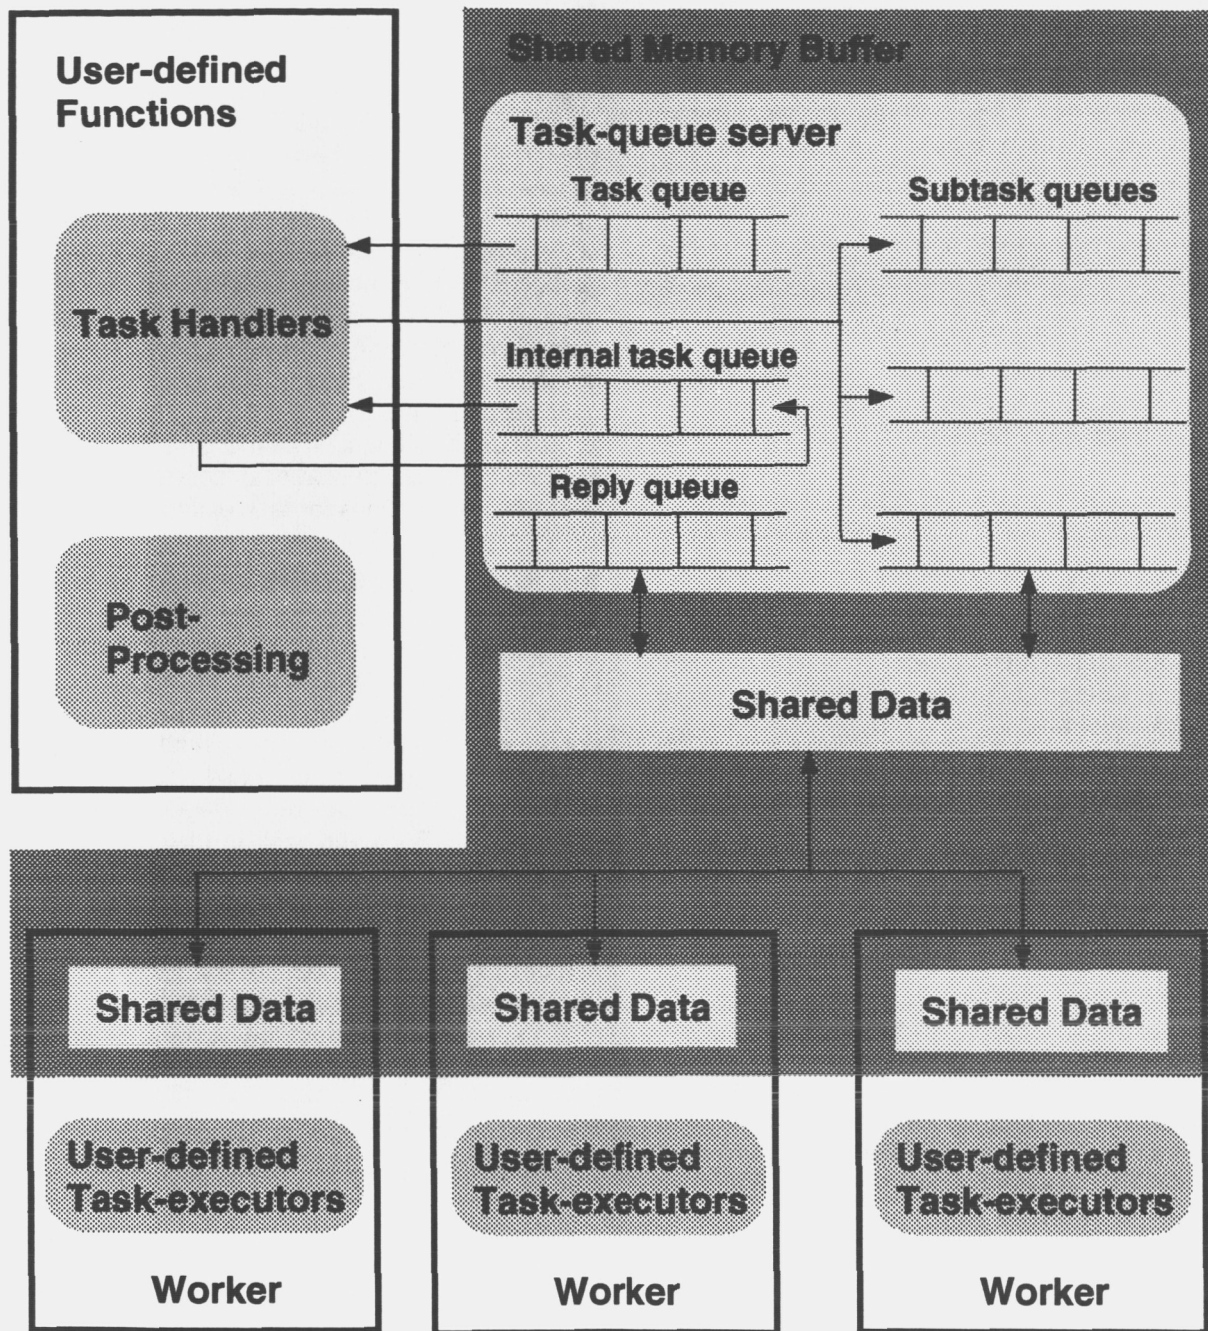 User-defined
Functions
Task Handlers
Post-
Processing
Shared Memory Buffer
Task-queue server
Task queue
Subtask queues
Internal task queue
Reply queue
Shared Data
Shared Data
Shared Data
Shared Data
User-defined
Task-executors
User-defined
Task-executors
User-defined
Task-executors
Worker
Worker
Worker